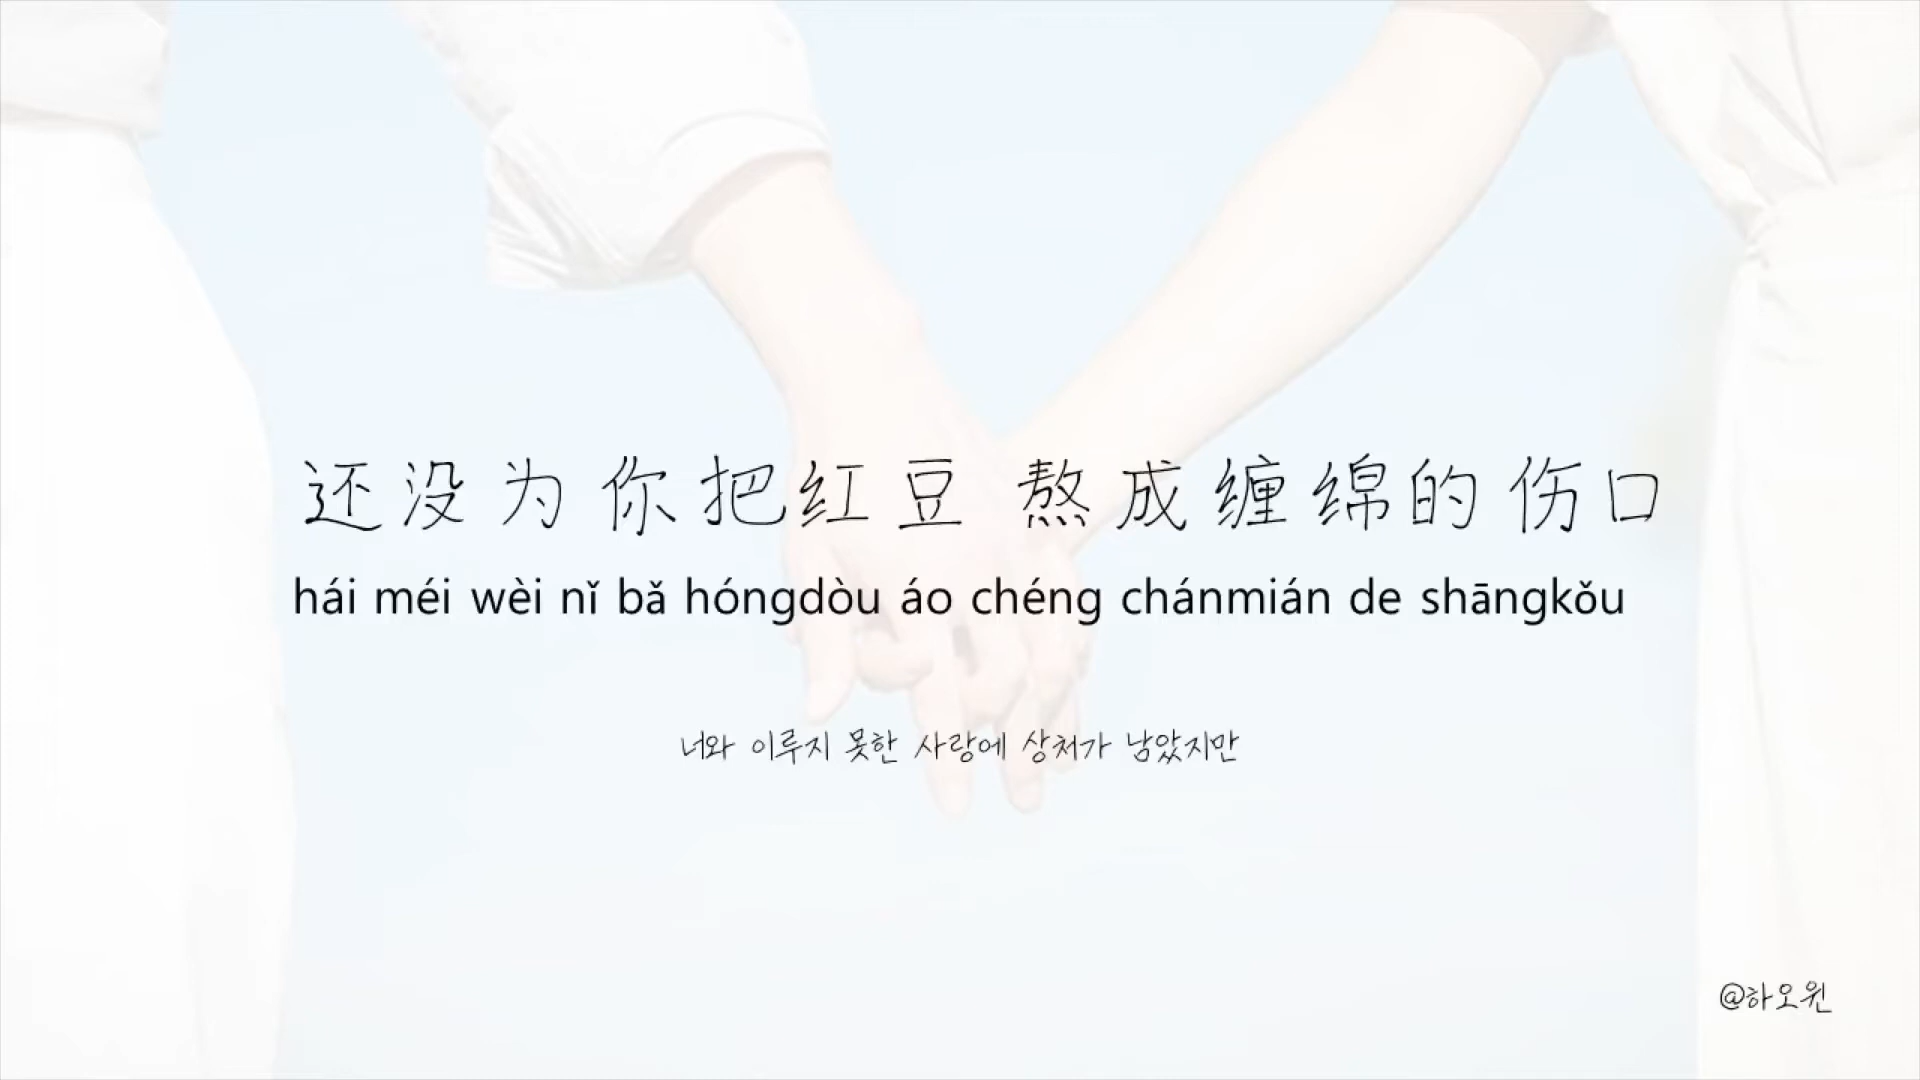 还没为你把红豆 熬成缠绵的伤口
hái méi wèi nǐ bǎ hóngdòu áo chéng chánmián de shāngkǒu
너와 이루지 못한 사랑에 상처가 남았지만
@하오윈